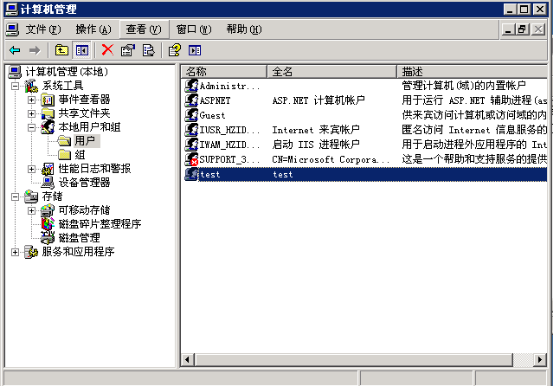 计算机管理
文件(F) 操作(A) 查看(V) 窗口(W) 帮助(H)
计算机管理(本地)
系统工具
事件查看器
共享文件夹
本地用户和组
用户
组
性能日志和警报
设备管理器
存储
可移动存储
磁盘碎片整理程序
磁盘管理
服务和应用程序
名称 全名 描述
Administr... 管理计算机(域)的内置帐户
ASPNET ASP.NET 计算机帐户 用于运行 ASP.NET 辅助进程(as
Guest 供来宾访问计算机或访问域的内
IUSR_HZID... Internet 来宾帐户 匿名访问 Internet 信息服务的
IWAM_HZID... 启动 IIS 进程帐户 用于启动进程外应用程序的 Int
SUPPORT_3... CN=Microsoft Corpora... 这是一个帮助和支持服务的提供
test test